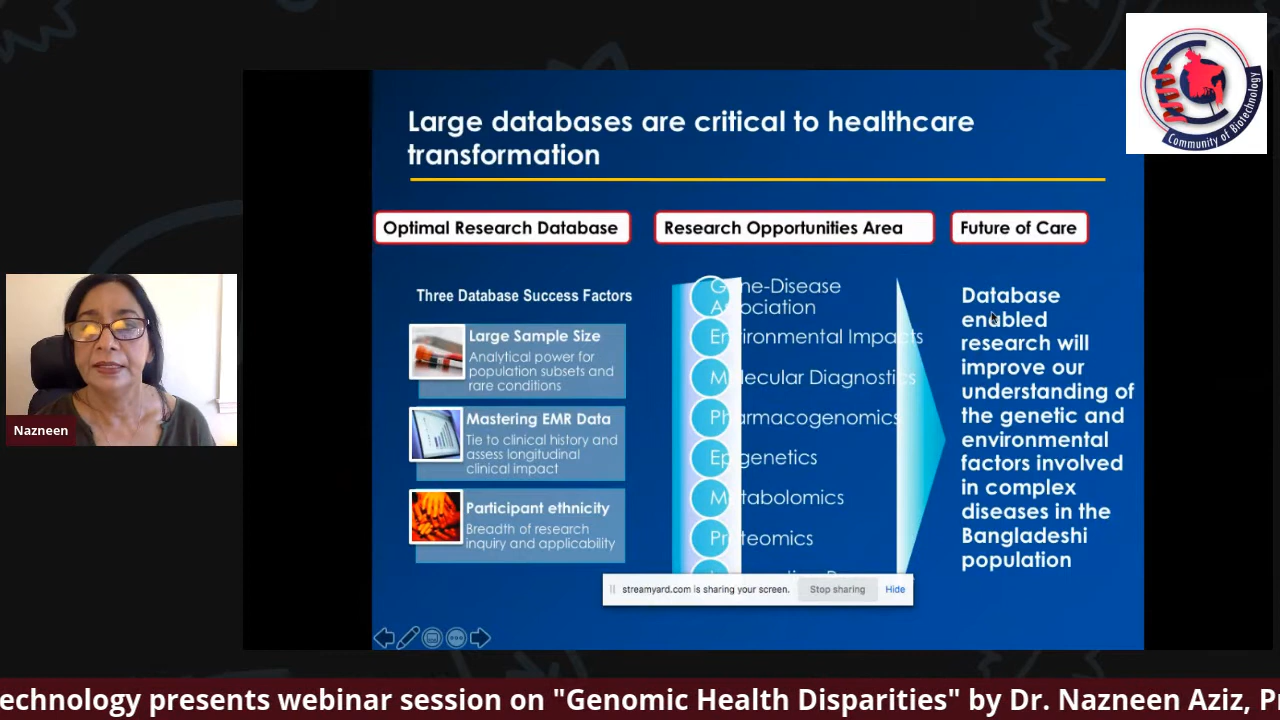 Community of Biotechnology
Large databases are critical to healthcare
transformation
Optimal Research Database
Research Opportunities Area
Future of Care
Three Database Success Factors
Large Sample Size
Analytical power for
population subsets and
rare conditions
Mastering EMR Data
Tie to clinical history and
assess longitudinal
clinical impact
Participant ethnicity
Breadth of research
inquiry and applicability
Gene-Disease
Association
Environmental Impacts
Molecular Diagnostics
Pharmacogenomics
Epigenetics
Metabolomics
Proteomics
Database
enabled
research will
improve our
understanding of
the genetic and
environmental
factors involved
in complex
diseases in the
Bangladeshi
population
streamyard.com is sharing your screen.
Stop sharing
Hide
Nazneen
echnology presents webinar session on "Genomic Health Disparities" by Dr. Nazneen Aziz, P